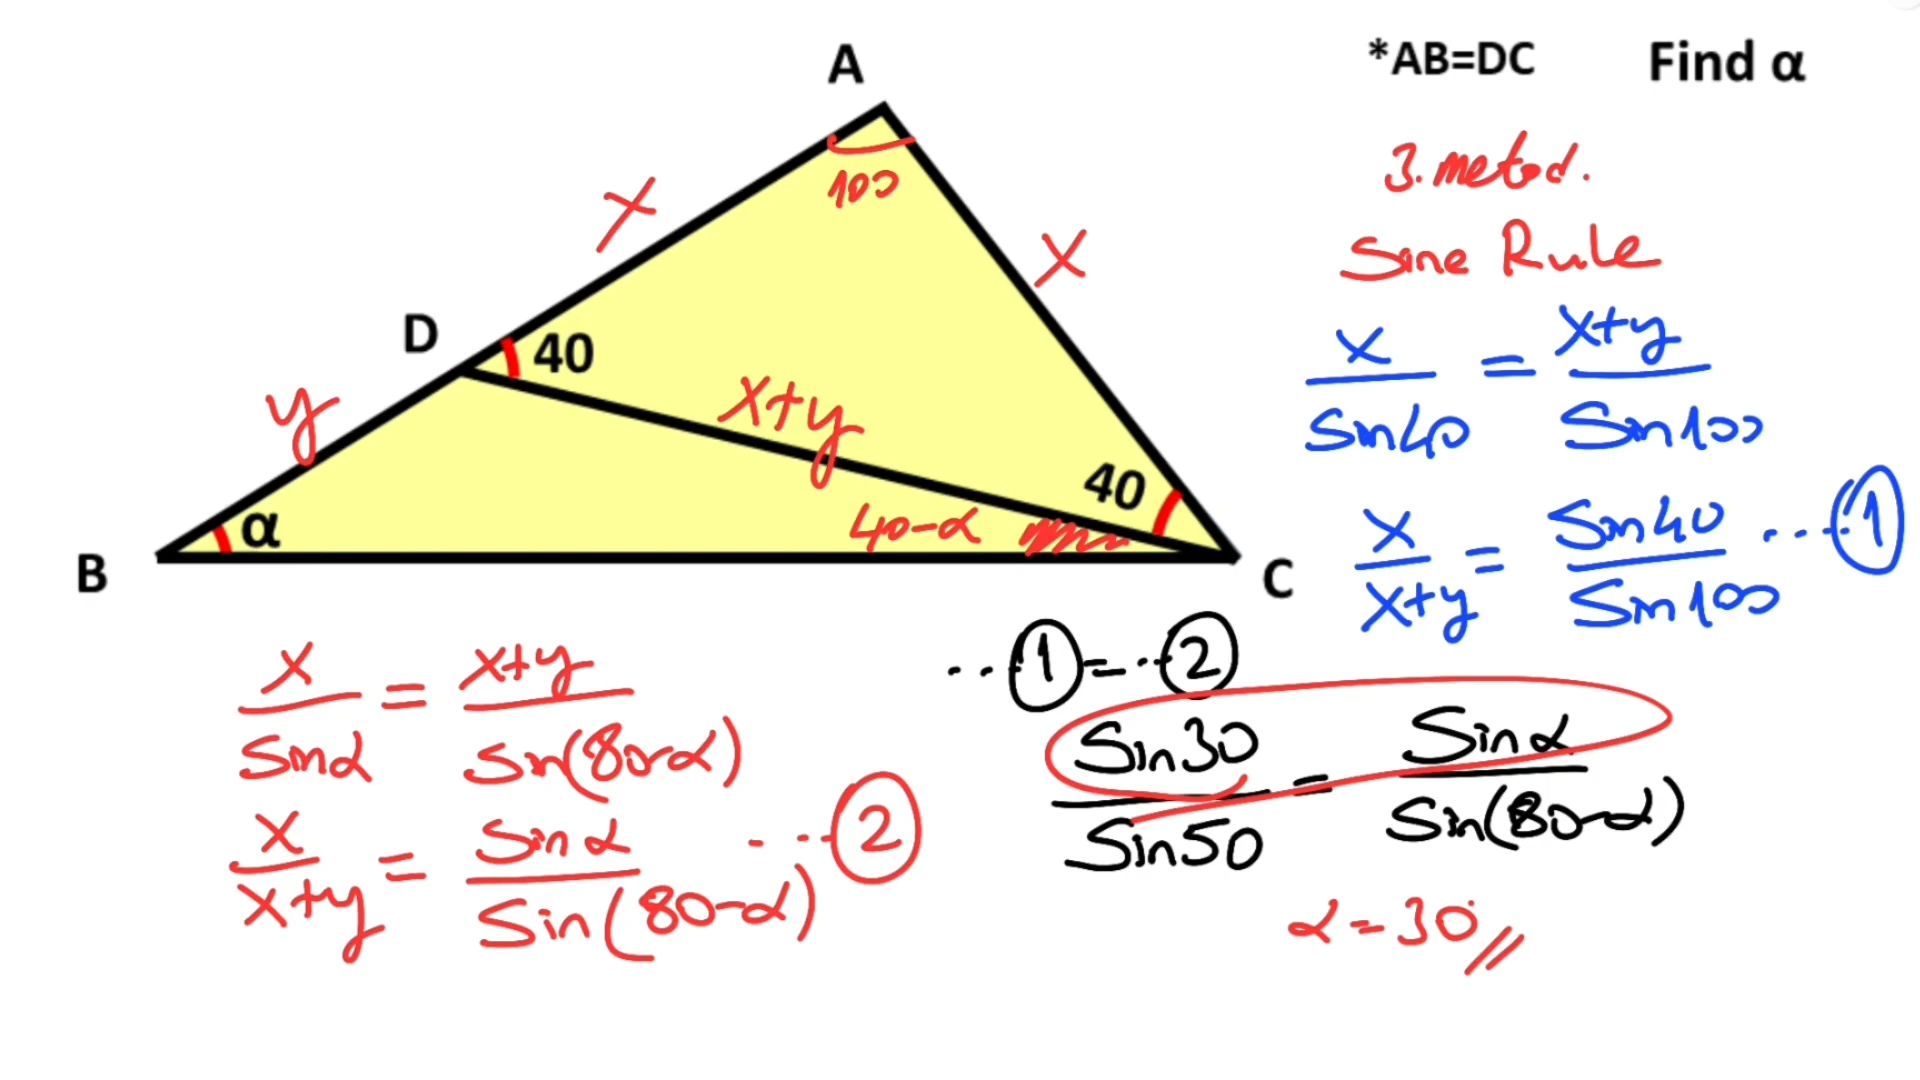 A
*AB=DC Find α
3. metod.
Sine Rule
100
x
x
D
40
y
x+y
40
α
40-α
B
C
x/sin40 = x+y/sin100
x/x+y = sin40/sin100 ...①
x/sinα = x+y/sin(80-α)
x/x+y = sinα/sin(80-α) ...②
...①=...②
sin30/sin50 = sinα/sin(80-α)
α=30//